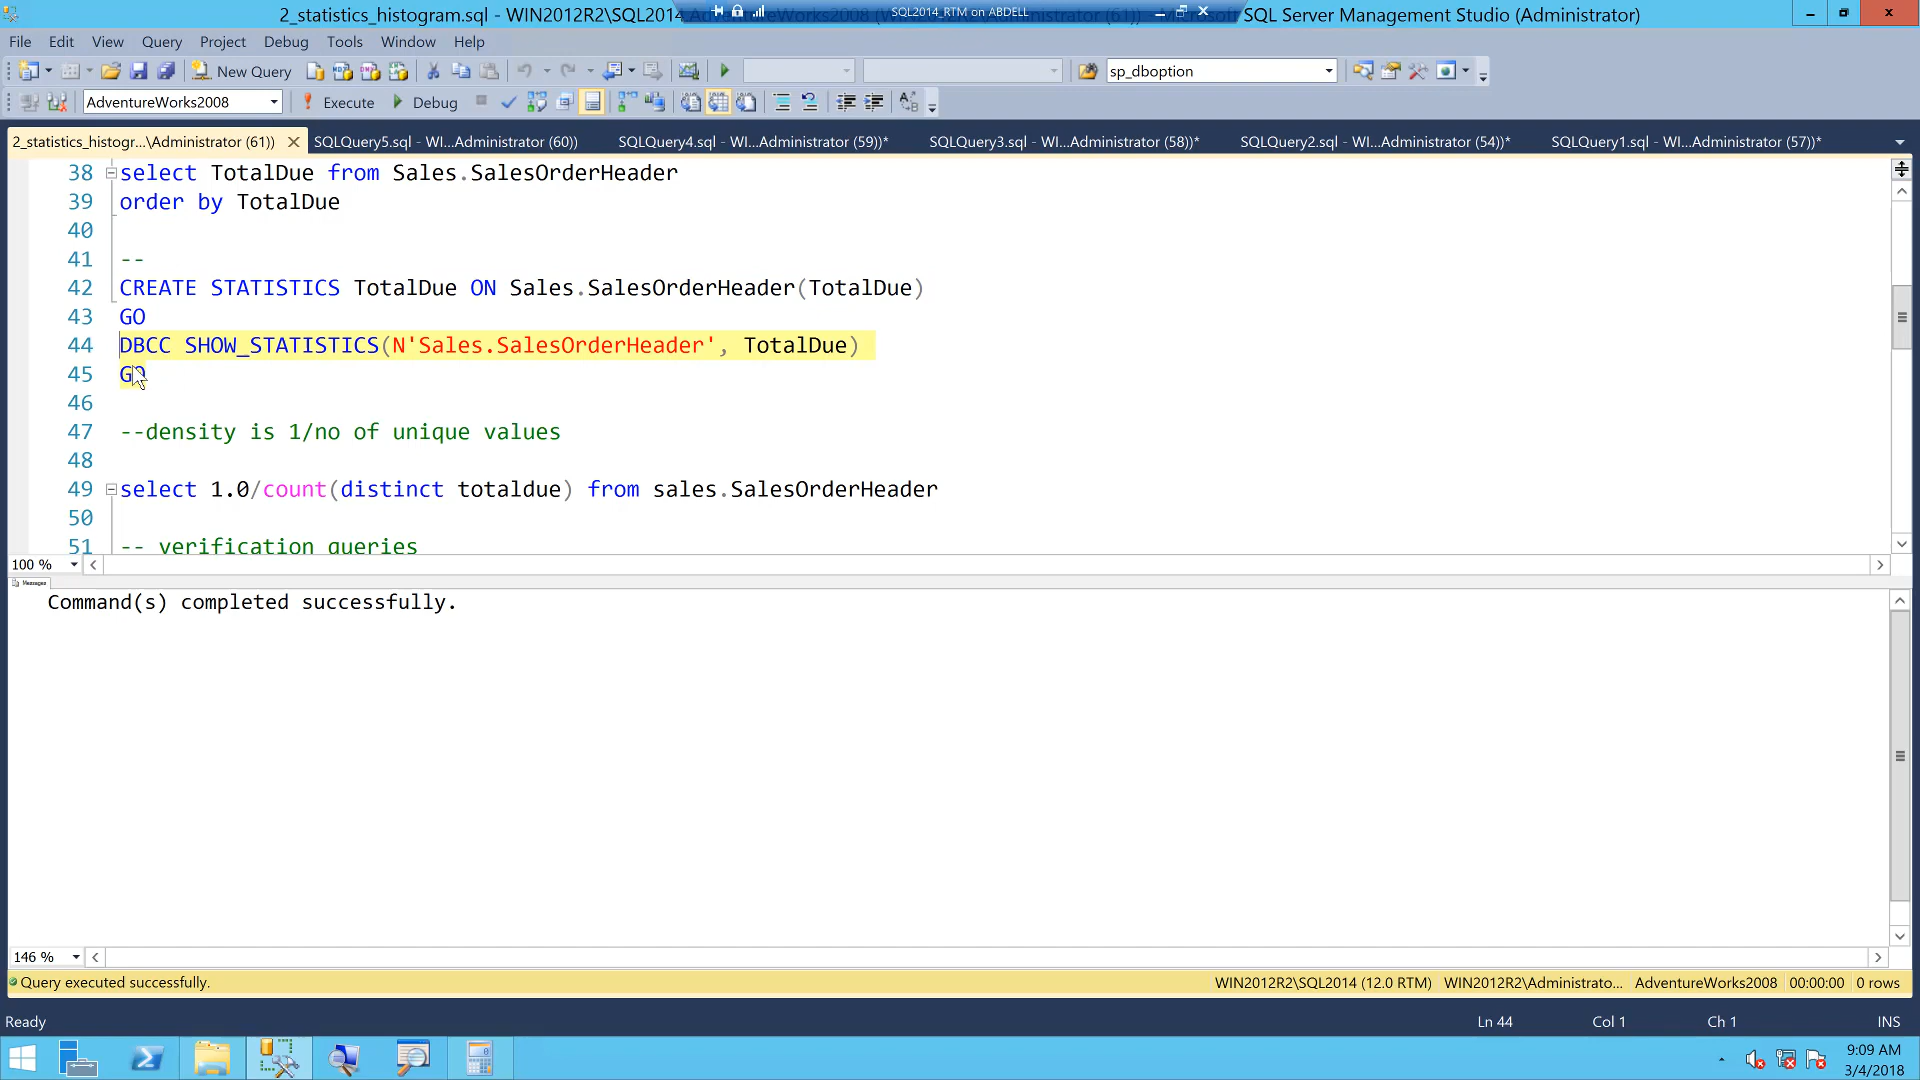 2_statistics_histogram.sql - WIN2012R2\SQL2014.AdventureWorks2008 (WIN2012R2\Administrator (61)) - Microsoft SQL Server Management Studio (Administrator)
SQL2014_RTM on ABDELL
File Edit View Query Project Debug Tools Window Help
New Query sp_dboption
AdventureWorks2008 Execute Debug
2_statistics_histogr...\Administrator (61)) SQLQuery5.sql - WI...Administrator (60)) SQLQuery4.sql - WI...Administrator (59))* SQLQuery3.sql - WI...Administrator (58))* SQLQuery2.sql - WI...Administrator (54))* SQLQuery1.sql - WI...Administrator (57))*
38 select TotalDue from Sales.SalesOrderHeader
39 order by TotalDue
40
41 --
42 CREATE STATISTICS TotalDue ON Sales.SalesOrderHeader(TotalDue)
43 GO
44 DBCC SHOW_STATISTICS(N'Sales.SalesOrderHeader', TotalDue)
45 GO
46
47 --density is 1/no of unique values
48
49 select 1.0/count(distinct totaldue) from sales.SalesOrderHeader
50
51 -- verification queries
100 %
Messages
Command(s) completed successfully.
146 %
Query executed successfully. WIN2012R2\SQL2014 (12.0 RTM) WIN2012R2\Administrato... AdventureWorks2008 00:00:00 0 rows
Ready Ln 44 Col 1 Ch 1 INS
9:09 AM
3/4/2018